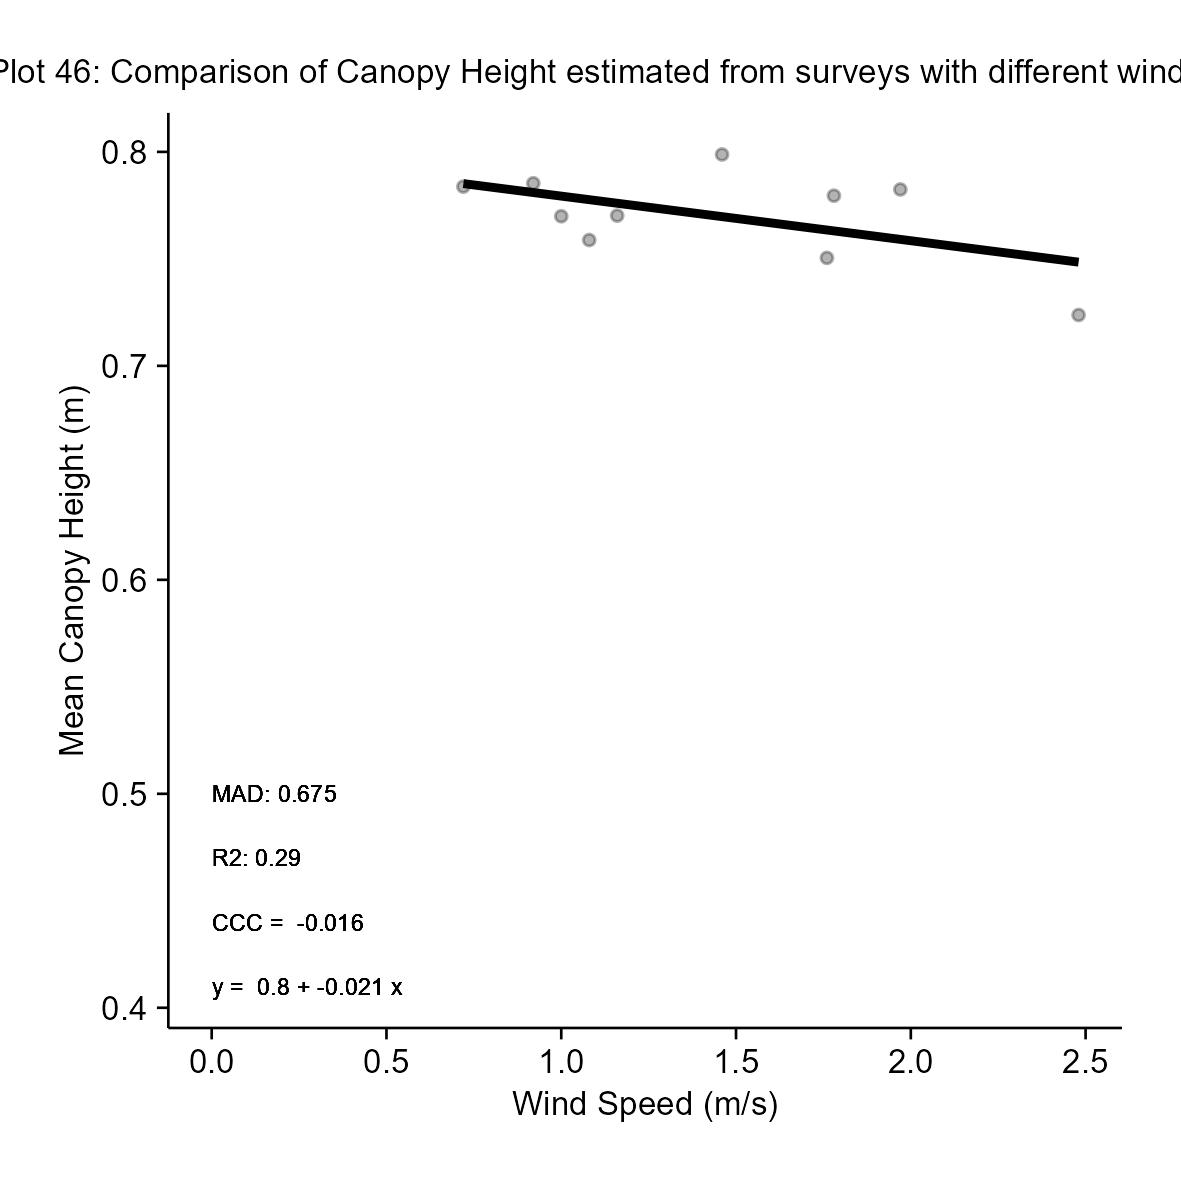 Plot 46: Comparison of Canopy Height estimated from surveys with different wind
0.8
0.7
0.6
0.5
0.4
Mean Canopy Height (m)
MAD: 0.675
R2: 0.29
CCC =  -0.016
y =  0.8 + -0.021 x
0.0 0.5 1.0 1.5 2.0 2.5
Wind Speed (m/s)